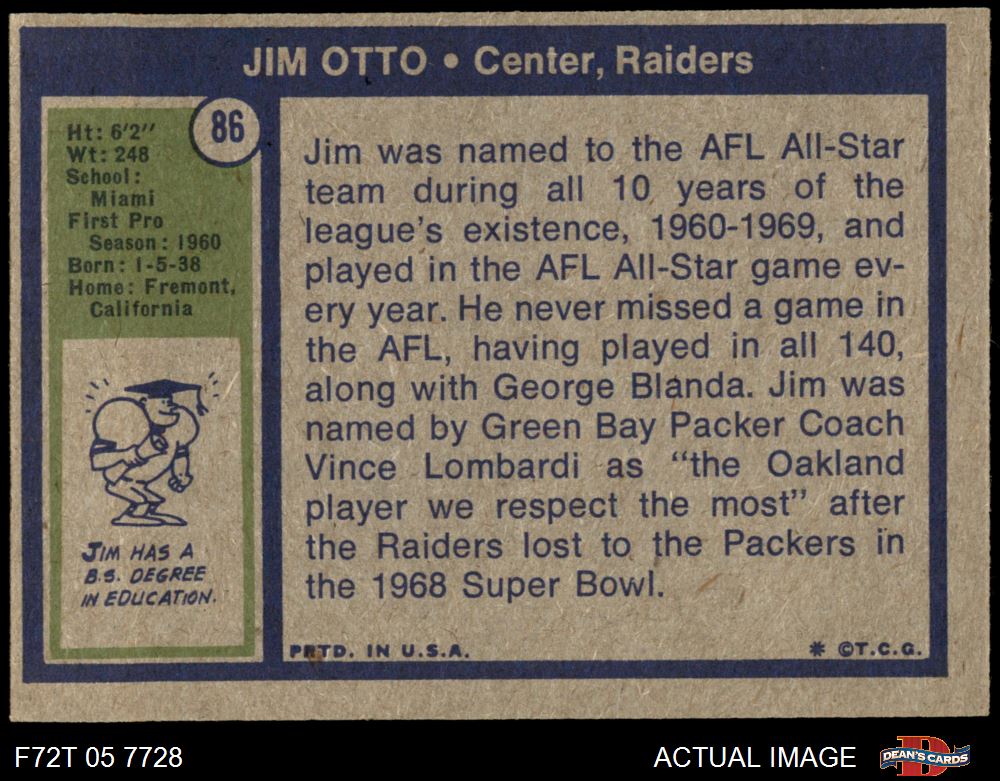 JIM OTTO • Center, Raiders
86
Ht: 6'2"
Wt: 248
School:
Miami
First Pro
Season: 1960
Born: 1-5-38
Home: Fremont,
California
JIM HAS A
B.S. DEGREE
IN EDUCATION.
Jim was named to the AFL All-Star
team during all 10 years of the
league's existence, 1960-1969, and
played in the AFL All-Star game ev-
ery year. He never missed a game in
the AFL, having played in all 140,
along with George Blanda. Jim was
named by Green Bay Packer Coach
Vince Lombardi as "the Oakland
player we respect the most" after
the Raiders lost to the Packers in
the 1968 Super Bowl.
PRTD. IN U.S.A.
* ©T.C.G.
F72T 05 7728
ACTUAL IMAGE
DEAN'S CARDS